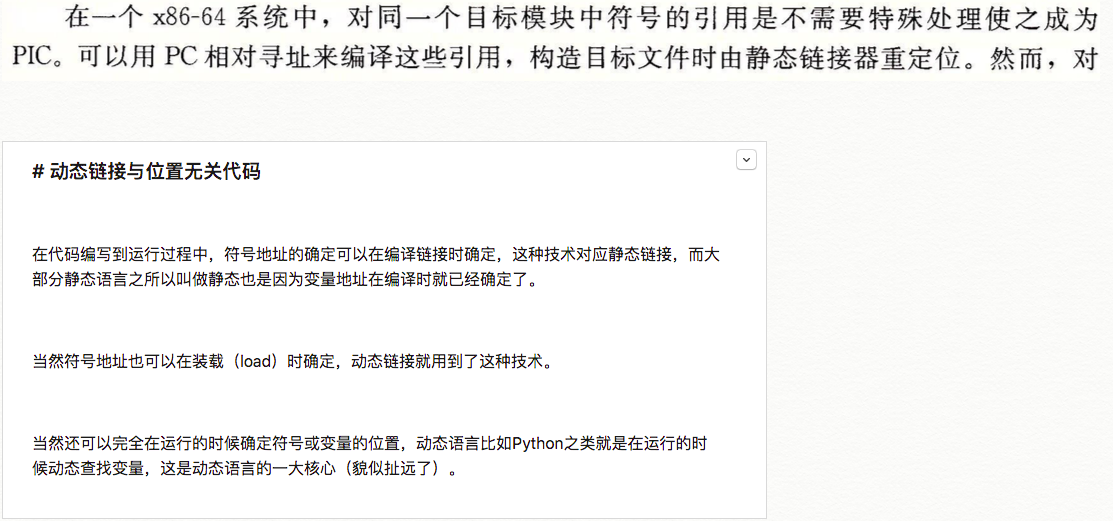 在一个 x86-64 系统中，对同一个目标模块中符号的引用是不需要特殊处理使之成为
PIC。可以用 PC 相对寻址来编译这些引用，构造目标文件时由静态链接器重定位。然而，对
# 动态链接与位置无关代码
在代码编写到运行过程中，符号地址的确定可以在编译链接时确定，这种技术对应静态链接，而大
部分静态语言之所以叫做静态也是因为变量地址在编译时就已经确定了。
当然符号地址也可以在装载（load）时确定，动态链接就用到了这种技术。
当然还可以完全在运行的时候确定符号或变量的位置，动态语言比如Python之类就是在运行的时
候动态查找变量，这是动态语言的一大核心（貌似扯远了）。